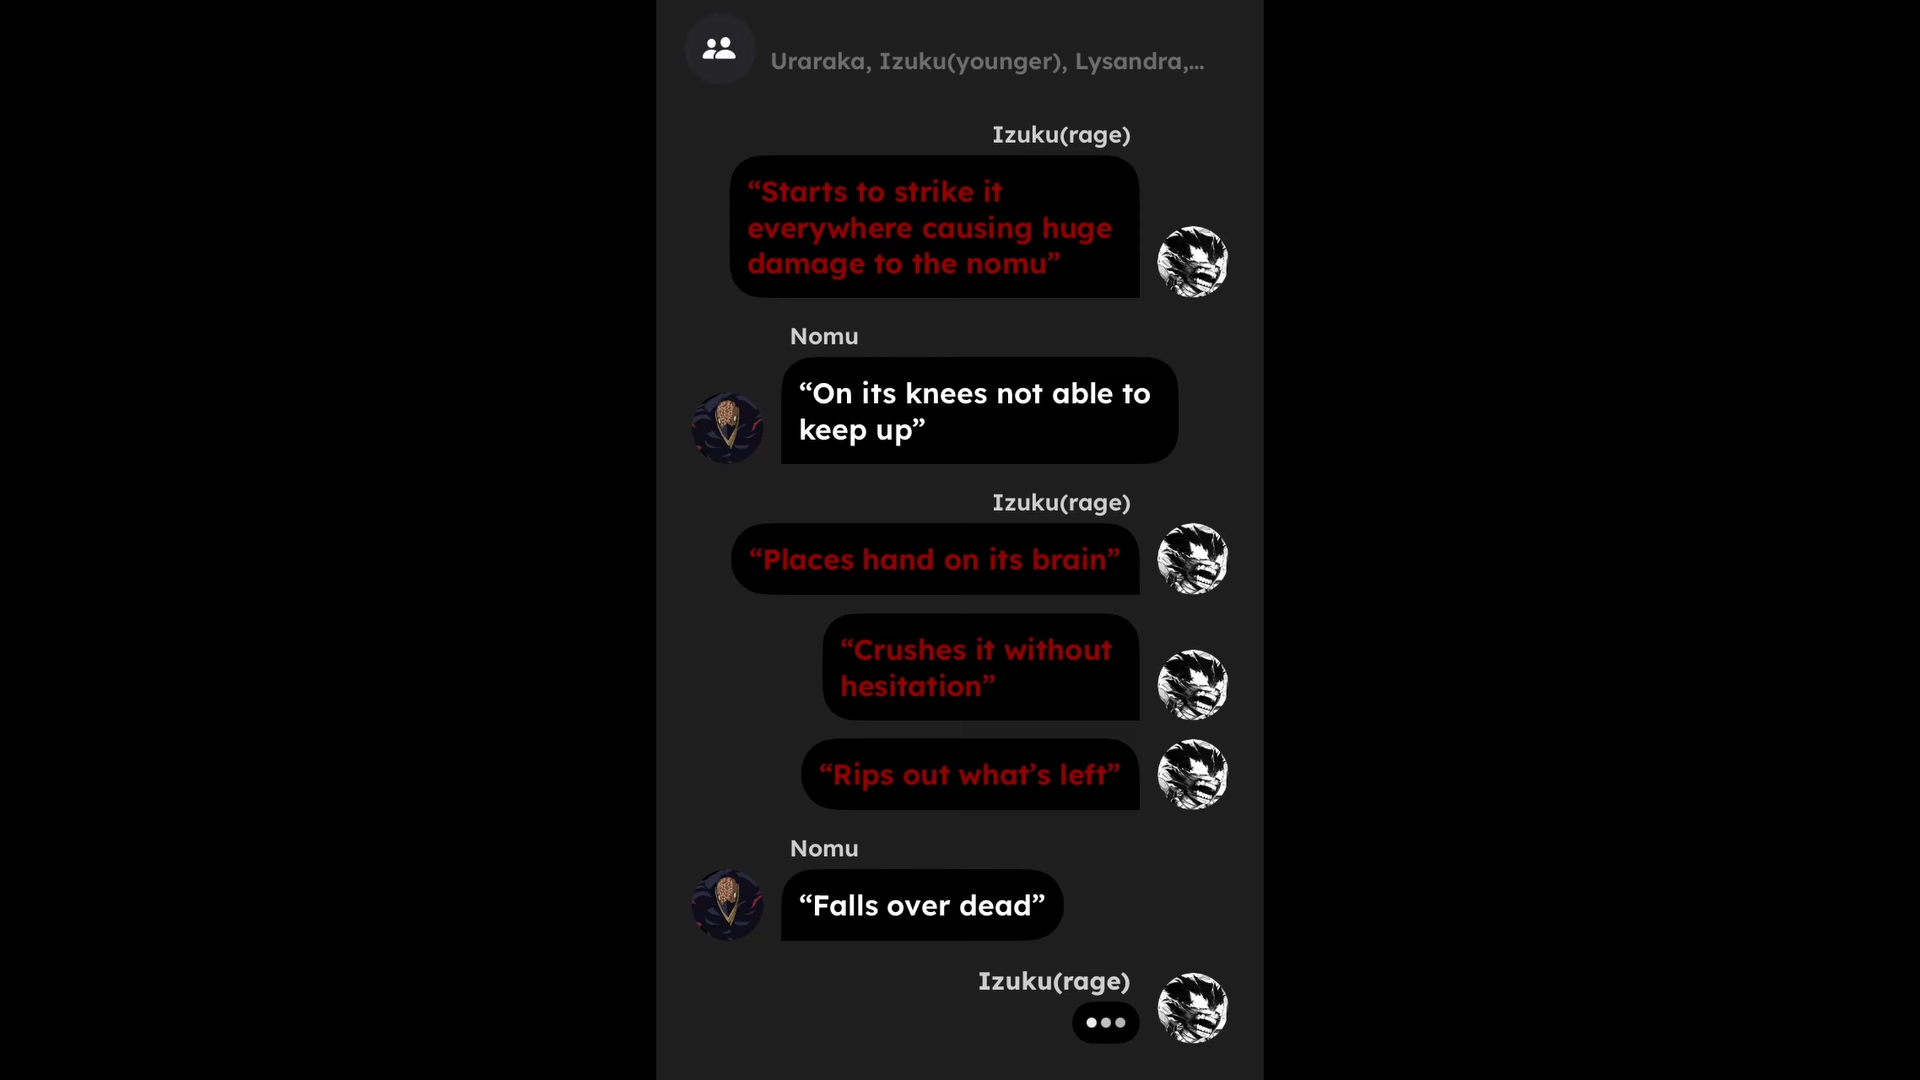 Uraraka, Izuku(younger), Lysandra,...
Izuku(rage)
“Starts to strike it
everywhere causing huge
damage to the nomu”
Nomu
“On its knees not able to
keep up”
Izuku(rage)
“Places hand on its brain”
“Crushes it without
hesitation”
“Rips out what’s left”
Nomu
“Falls over dead”
Izuku(rage)